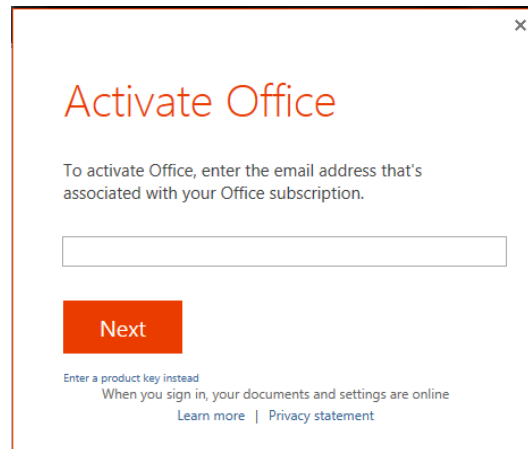 Activate Office
To activate Office, enter the email address that's
associated with your Office subscription.
Next
Enter a product key instead
When you sign in, your documents and settings are online
Learn more | Privacy statement